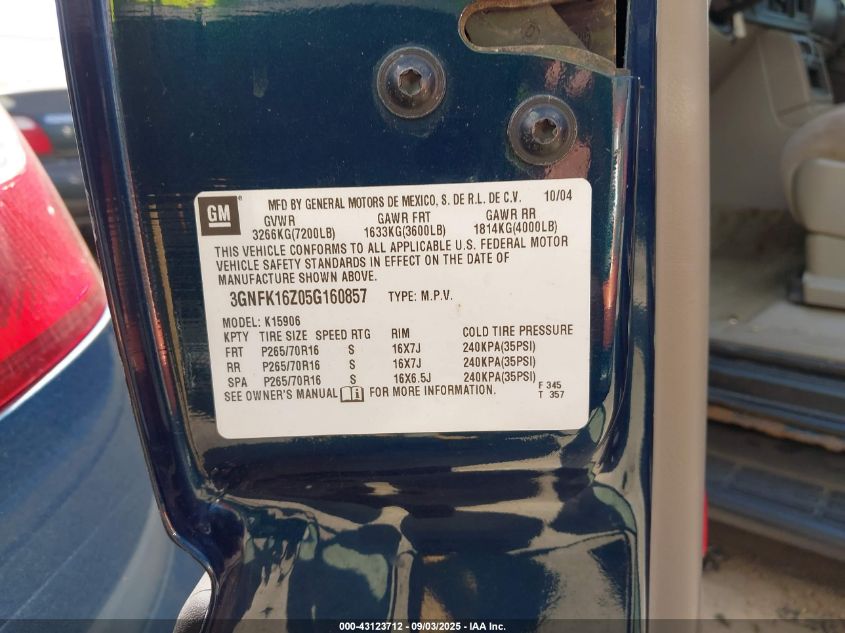 GM
MFD BY GENERAL MOTORS DE MEXICO, S. DE R.L. DE C.V. 10/04
GVWR GAWR FRT GAWR RR
3266KG(7200LB) 1633KG(3600LB) 1814KG(4000LB)
THIS VEHICLE CONFORMS TO ALL APPLICABLE U.S. FEDERAL MOTOR
VEHICLE SAFETY STANDARDS IN EFFECT ON THE DATE OF
MANUFACTURE SHOWN ABOVE.
3GNFK16Z05G160857 TYPE: M.P.V.
MODEL: K15906
KPTY TIRE SIZE SPEED RTG RIM COLD TIRE PRESSURE
FRT P265/70R16 S 16X7J 240KPA(35PSI)
RR P265/70R16 S 16X7J 240KPA(35PSI)
SPA P265/70R16 S 16X6.5J 240KPA(35PSI)
SEE OWNER'S MANUAL FOR MORE INFORMATION.
F 345
T 357
000-43123712 - 09/03/2025 - IAA Inc.